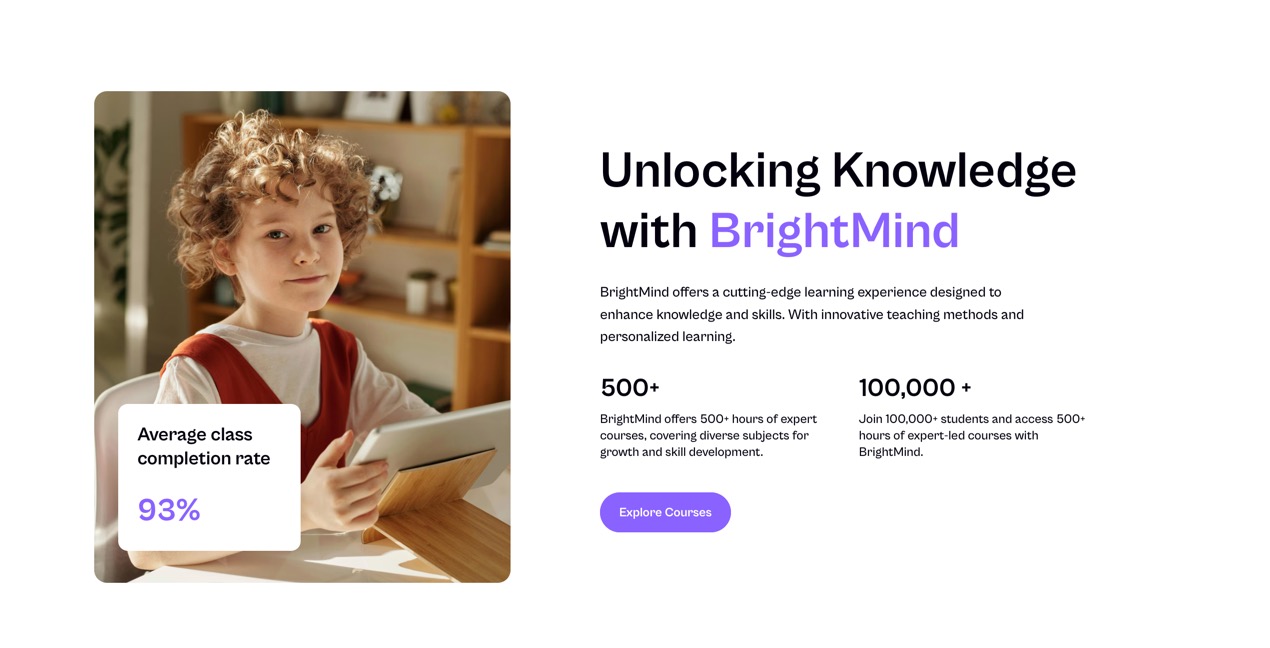 Unlocking Knowledge
with BrightMind
BrightMind offers a cutting-edge learning experience designed to
enhance knowledge and skills. With innovative teaching methods and
personalized learning.
500+
BrightMind offers 500+ hours of expert
courses, covering diverse subjects for
growth and skill development.
100,000 +
Join 100,000+ students and access 500+
hours of expert-led courses with
BrightMind.
Explore Courses
Average class
completion rate
93%